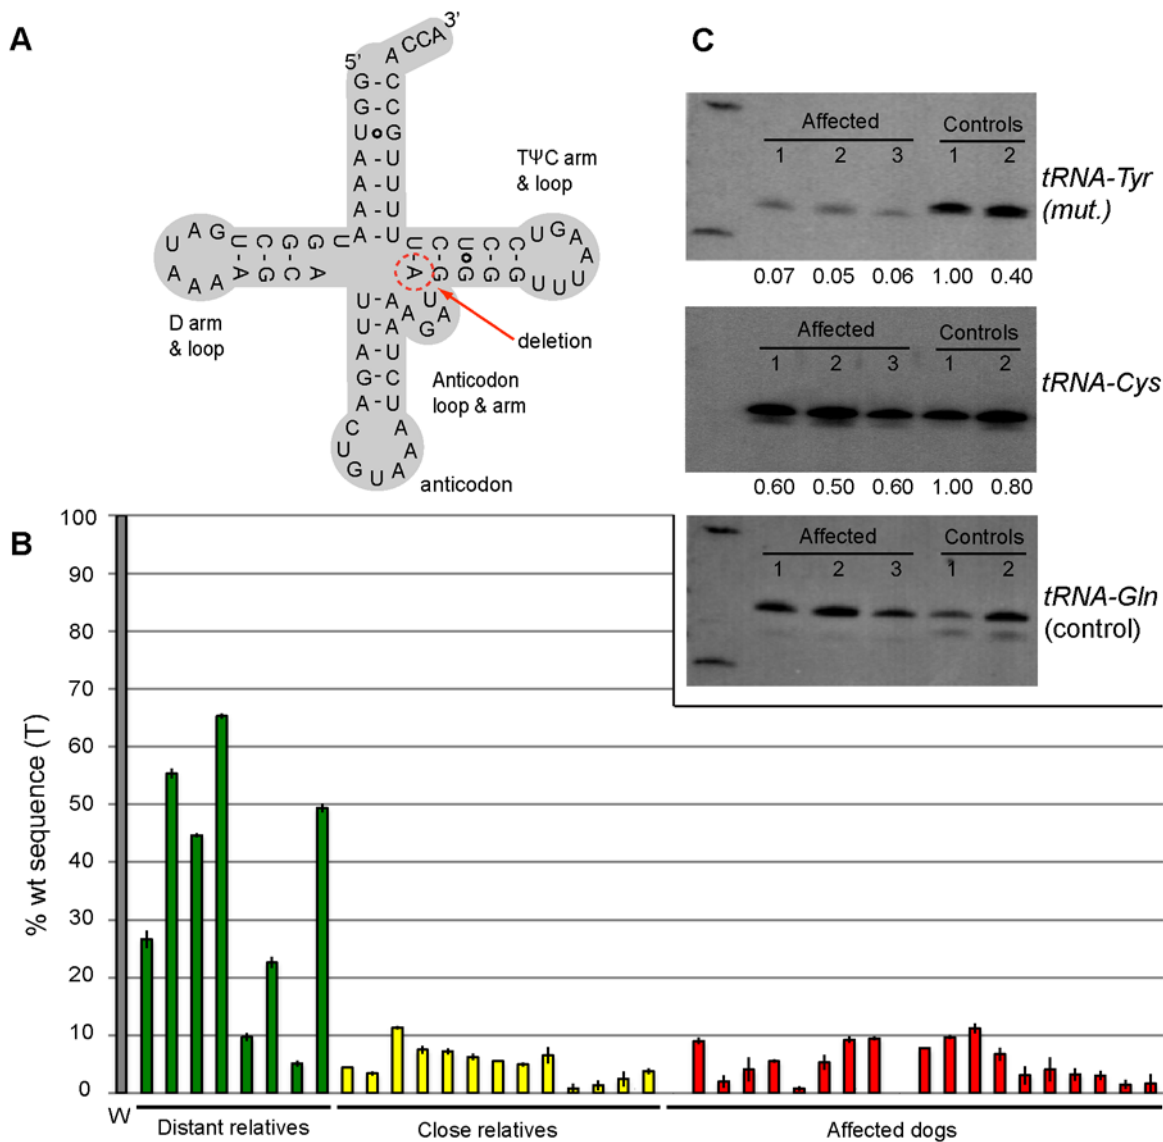 A
3'
ACCA
5'
A
G - C
G - C
U G
A - U
A - U
A - U
A - U
TΨC arm
& loop
U A G U C G G U
A A A A G C A
U C U C C U G A A
A G G G G U U U
D arm
& loop
deletion
U - A A G A U
U - A
A - U
G - C
A - U
C U G U A A A
Anticodon
loop & arm
anticodon
B
% wt sequence (T)
100
90
80
70
60
50
40
30
20
10
0
W
Distant relatives
Close relatives
Affected dogs
C
Affected Controls
1 2 3 1 2
tRNA-Tyr
(mut.)
0.07 0.05 0.06 1.00 0.40
Affected Controls
1 2 3 1 2
tRNA-Cys
0.60 0.50 0.60 1.00 0.80
Affected Controls
1 2 3 1 2
tRNA-Gln
(control)